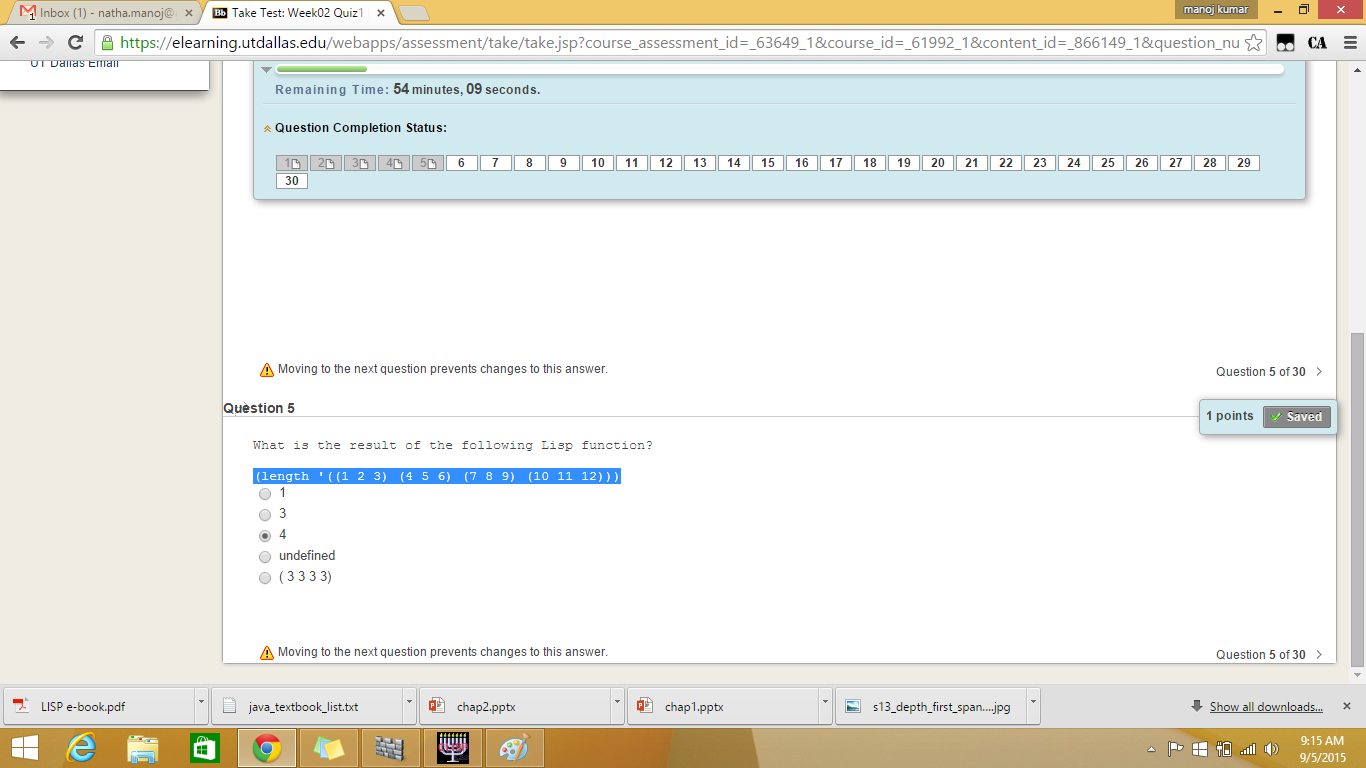 Inbox (1) - natha.manoj@
Take Test: Week02 Quiz1
manoj kumar
https://elearning.utdallas.edu/webapps/assessment/take/take.jsp?course_assessment_id=_63649_1&course_id=_61992_1&content_id=_866149_1&question_nu
CA
UT Dallas Email
Remaining Time: 54 minutes, 09 seconds.
Question Completion Status:
1 2 3 4 5 6 7 8 9 10 11 12 13 14 15 16 17 18 19 20 21 22 23 24 25 26 27 28 29
30
Moving to the next question prevents changes to this answer.
Question 5 of 30 >
Question 5
1 points Saved
What is the result of the following Lisp function?
(length '((1 2 3) (4 5 6) (7 8 9) (10 11 12)))
1
3
4
undefined
( 3 3 3 3)
Moving to the next question prevents changes to this answer.
Question 5 of 30 >
LISP e-book.pdf
java_textbook_list.txt
chap2.pptx
chap1.pptx
s13_depth_first_span....jpg
Show all downloads...
9:15 AM
9/5/2015